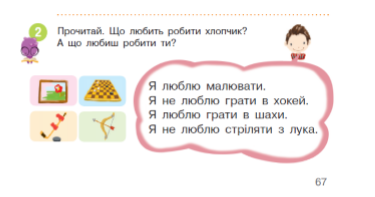 2
Прочитай. Що любить робити хлопчик?
А що любиш робити ти?
Я люблю малювати.
Я не люблю грати в хокей.
Я люблю грати в шахи.
Я не люблю стріляти з лука.
67